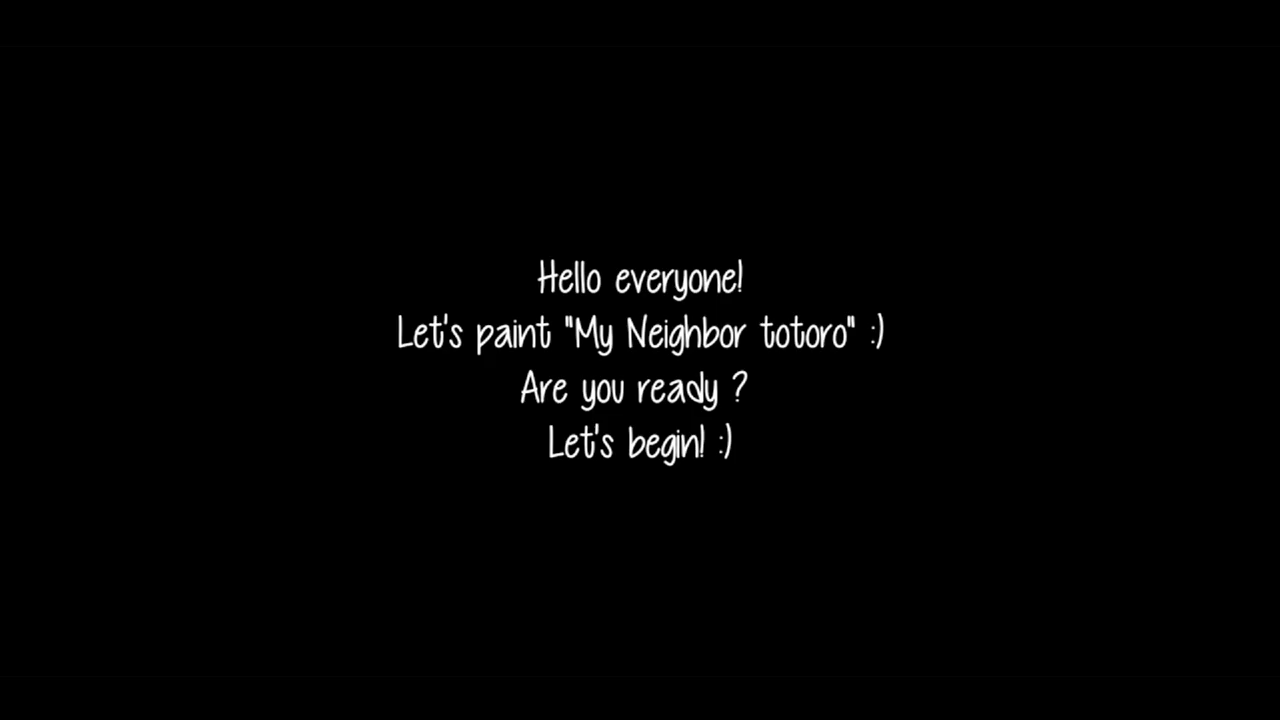 Hello everyone!
Let's paint "My Neighbor totoro" :)
Are you ready ?
Let's begin! :)